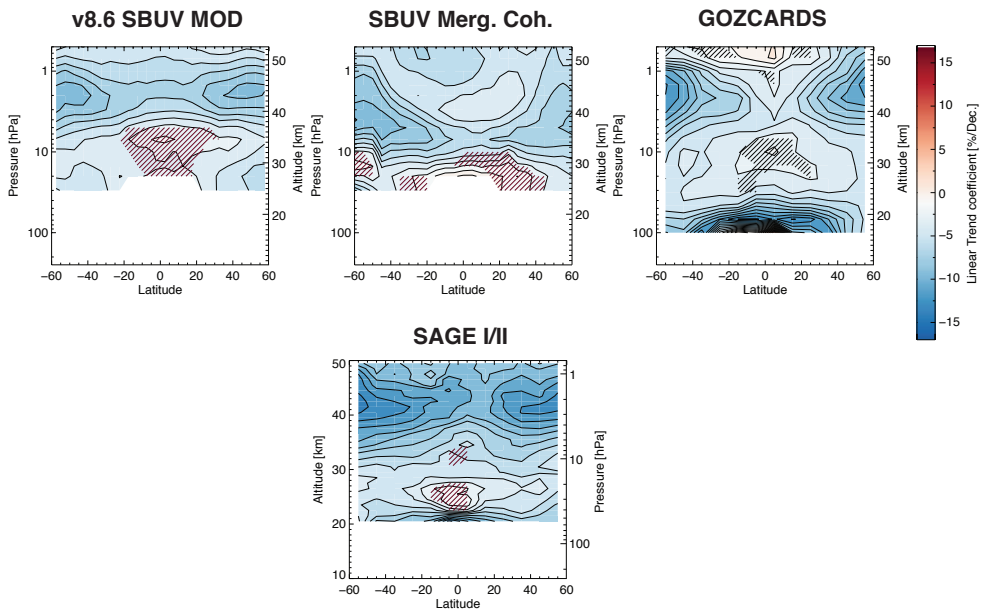 v8.6 SBUV MOD
SBUV Merg. Coh.
GOZCARDS
1
10
100
Pressure [hPa]
50
40
30
20
Altitude [km]
−60 −40 −20 0 20 40 60
Latitude
1
10
100
Pressure [hPa]
50
40
30
20
Altitude [km]
−60 −40 −20 0 20 40 60
Latitude
1
10
100
Pressure [hPa]
50
40
30
20
Altitude [km]
−60 −40 −20 0 20 40 60
Latitude
15
10
5
0
−5
−10
−15
Linear Trend coefficient [%/Dec.]
SAGE I/II
50
40
30
20
10
Altitude [km]
1
10
100
Pressure [hPa]
−60 −40 −20 0 20 40 60
Latitude